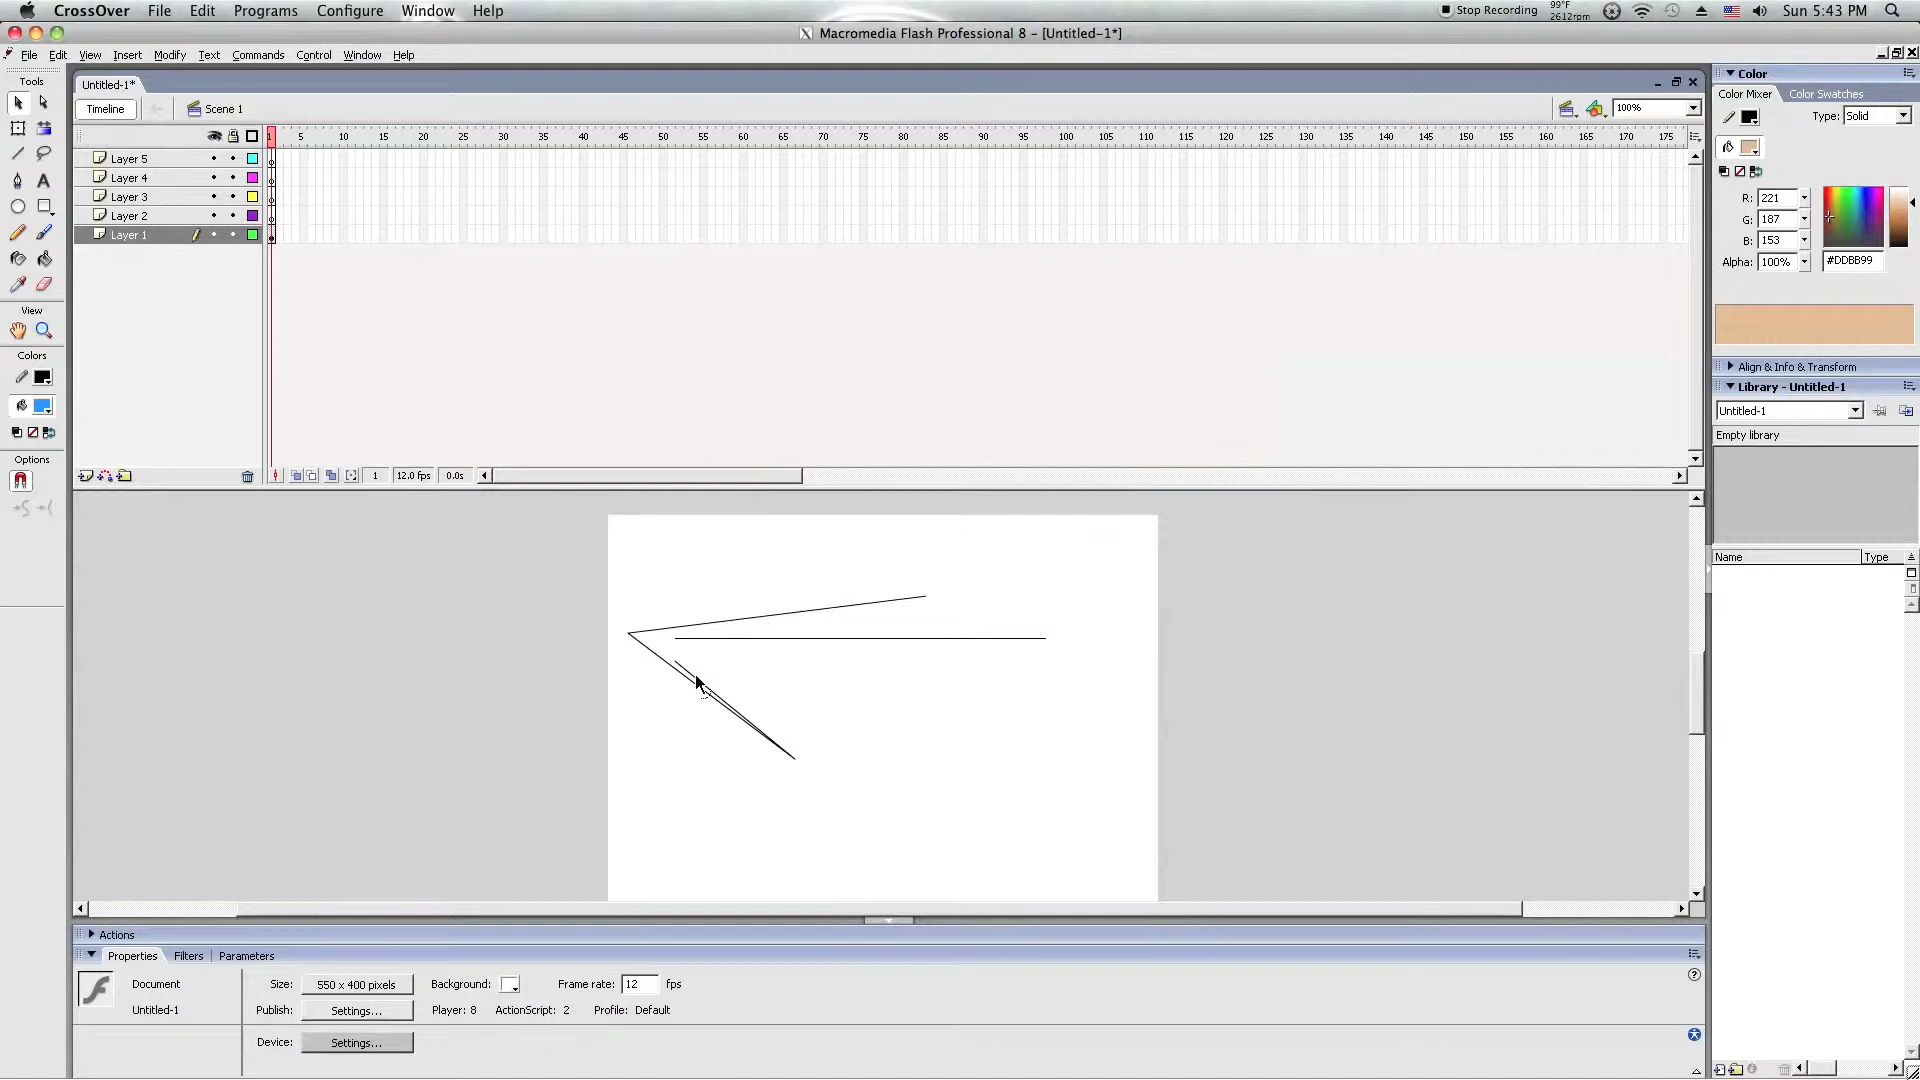 CrossOver File Edit Programs Configure Window Help Stop Recording 99°F 2612rpm Sun 5:43 PM
Macromedia Flash Professional 8 - [Untitled-1*]
File Edit View Insert Modify Text Commands Control Window Help
Tools
Untitled-1*
Timeline Scene 1 100%
1 5 10 15 20 25 30 35 40 45 50 55 60 65 70 75 80 85 90 95 100 105 110 115 120 125 130 135 140 145 150 155 160 165 170 175
Layer 5
Layer 4
Layer 3
Layer 2
Layer 1
View
Colors
Options
1 12.0 fps 0.0s
Color
Color Mixer Color Swatches
Type: Solid
R: 221
G: 187
B: 153
Alpha: 100% #DDBB99
Align & Info & Transform
Library - Untitled-1
Untitled-1
Empty library
Name Type
Actions
Properties Filters Parameters
Document Size: 550 x 400 pixels Background: Frame rate: 12 fps
Untitled-1 Publish: Settings... Player: 8 ActionScript: 2 Profile: Default
Device: Settings...